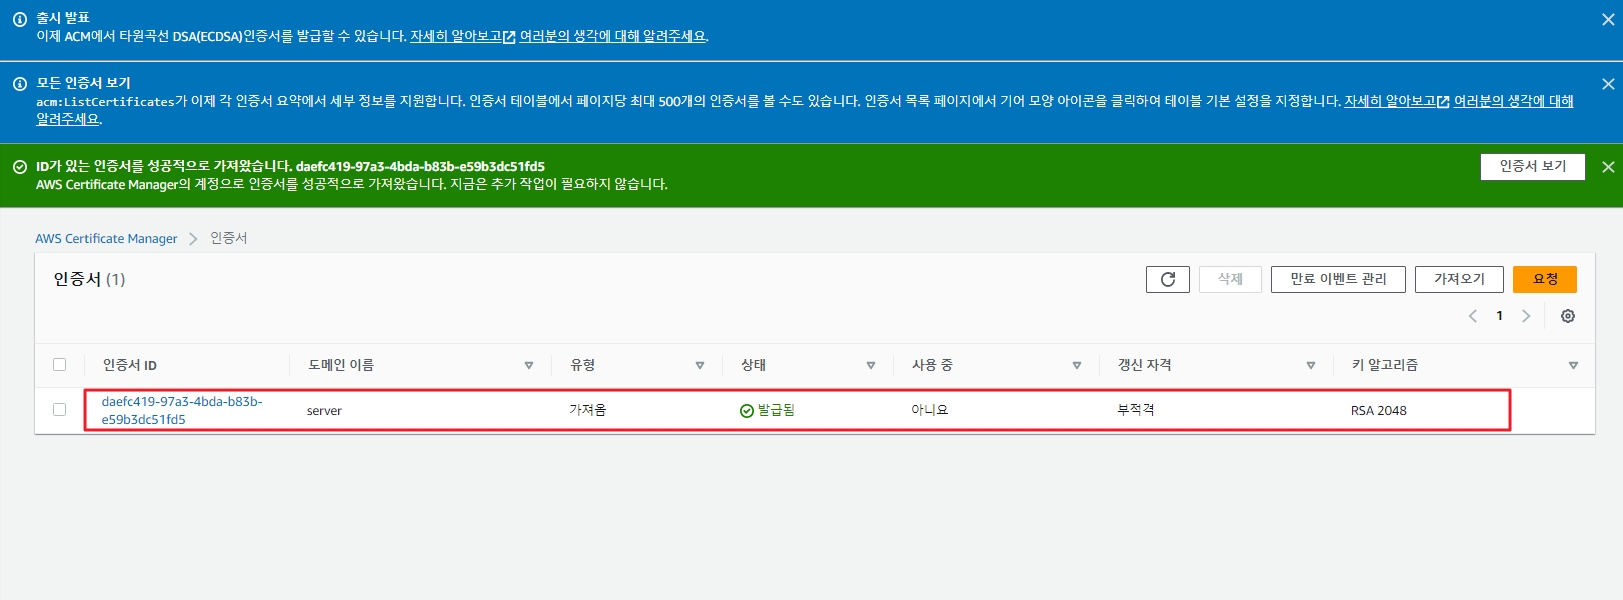 출시 발표
이제 ACM에서 타원곡선 DSA(ECDSA)인증서를 발급할 수 있습니다. 자세히 알아보고 여러분의 생각에 대해 알려주세요.
모든 인증서 보기
acm:ListCertificates가 이제 각 인증서 요약에서 세부 정보를 지원합니다. 인증서 테이블에서 페이지당 최대 500개의 인증서를 볼 수도 있습니다. 인증서 목록 페이지에서 기어 모양 아이콘을 클릭하여 테이블 기본 설정을 지정합니다. 자세히 알아보고 여러분의 생각에 대해
알려주세요.
ID가 있는 인증서를 성공적으로 가져왔습니다. daefc419-97a3-4bda-b83b-e59b3dc51fd5
인증서 보기
AWS Certificate Manager의 계정으로 인증서를 성공적으로 가져왔습니다. 지금은 추가 작업이 필요하지 않습니다.
AWS Certificate Manager 인증서
인증서 (1) 삭제 만료 이벤트 관리 가져오기 요청
1
인증서 ID 도메인 이름 유형 상태 사용 중 갱신 자격 키 알고리즘
daefc419-97a3-4bda-b83b-
e59b3dc51fd5
server 가져옴 발급됨 아니요 부적격 RSA 2048